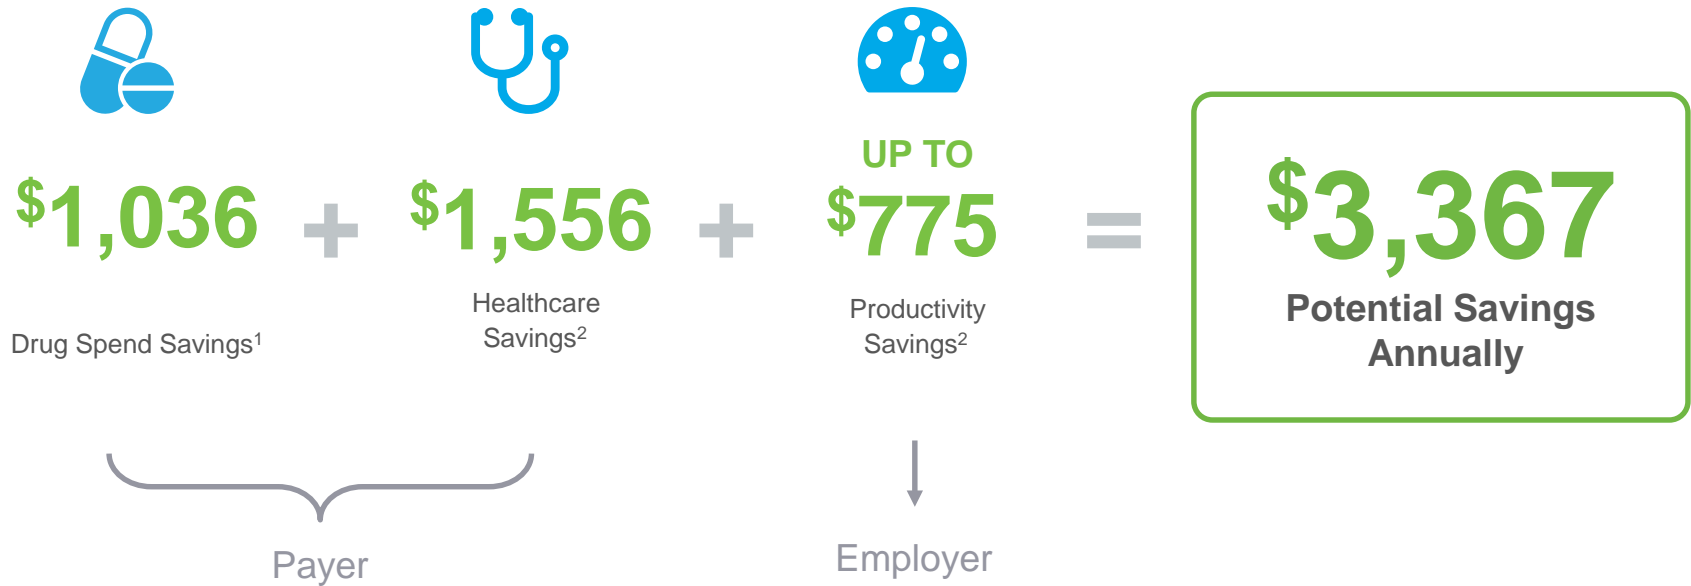 $1,036
Drug Spend Savings1
+
$1,556
Healthcare
Savings2
+
UP TO
$775
Productivity
Savings2
=
$3,367
Potential Savings
Annually
Payer
Employer